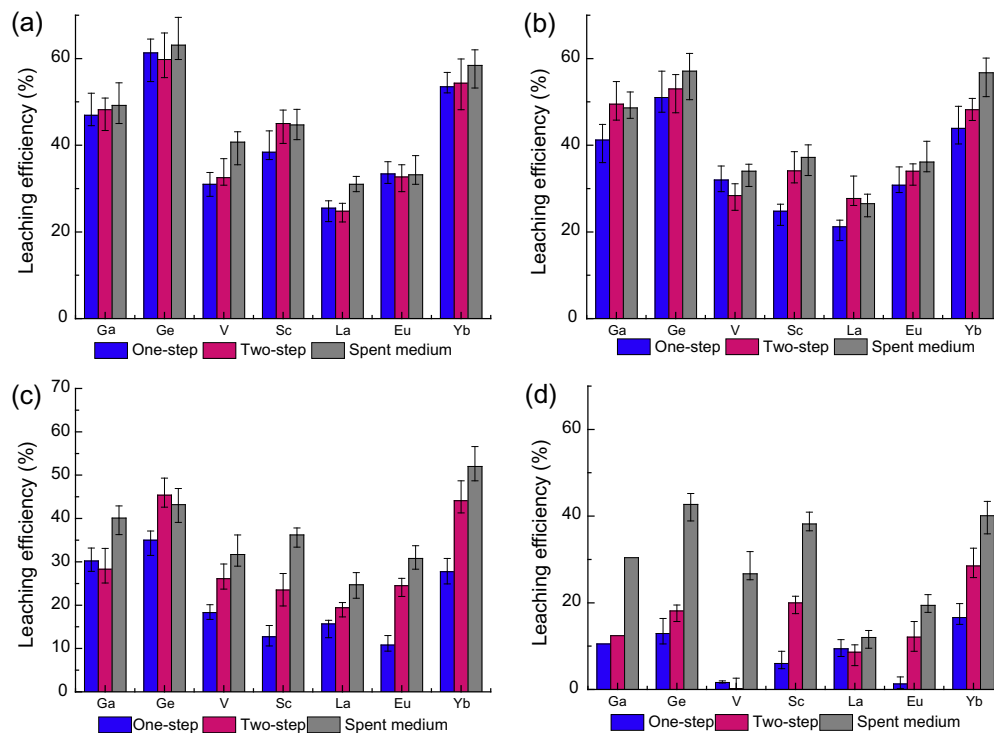 (a)
Leaching efficiency (%)
60
40
20
0
Ga Ge V Sc La Eu Yb
One-step Two-step Spent medium
(b)
Leaching efficiency (%)
60
40
20
0
Ga Ge V Sc La Eu Yb
One-step Two-step Spent medium
(c)
Leaching efficiency (%)
70
60
50
40
30
20
10
0
Ga Ge V Sc La Eu Yb
One-step Two-step Spent medium
(d)
Leaching efficiency (%)
60
40
20
0
Ga Ge V Sc La Eu Yb
One-step Two-step Spent medium